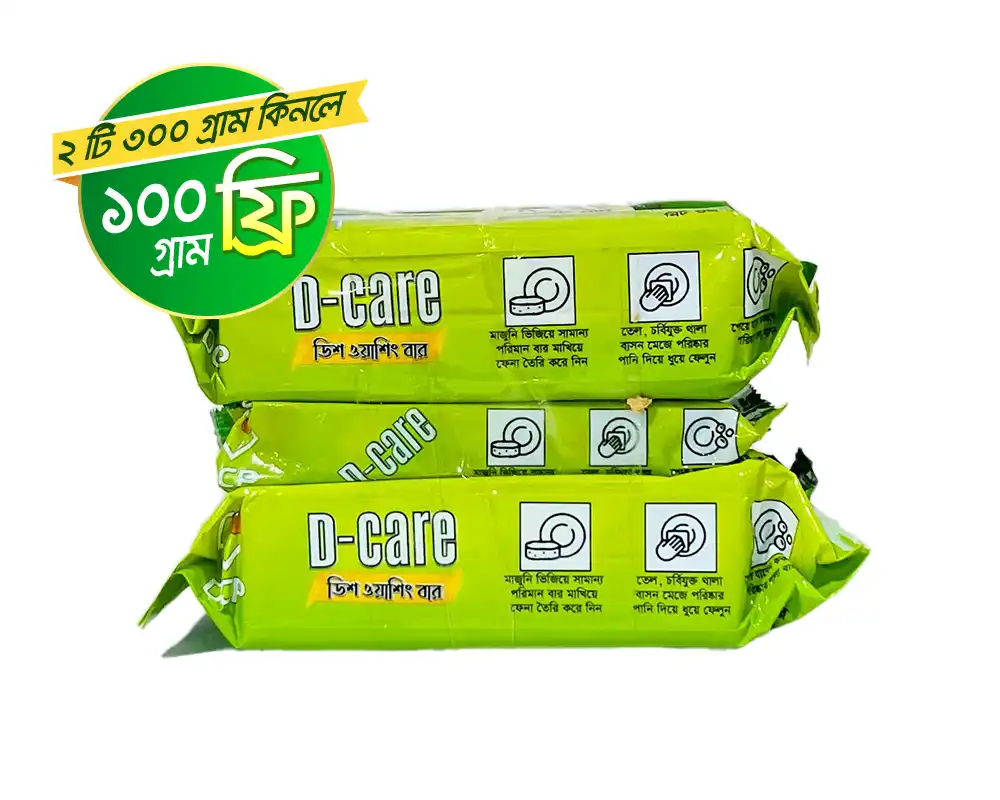 ২ টি ৩০০ গ্রাম কিনলে
১০০
গ্রাম
ফ্রি
D-care
ডিশ ওয়াশিং বার
মাজুনি ভিজিয়ে সামান্য
পরিমান বার মাখিয়ে
ফেনা তৈরি করে নিন
তেল, চর্বিযুক্ত থালা
বাসন মেজে পরিষ্কার
পানি দিয়ে ধুয়ে ফেলুন
D-care
D-care
ডিশ ওয়াশিং বার
মাজুনি ভিজিয়ে সামান্য
পরিমান বার মাখিয়ে
ফেনা তৈরি করে নিন
তেল, চর্বিযুক্ত থালা
বাসন মেজে পরিষ্কার
পানি দিয়ে ধুয়ে ফেলুন